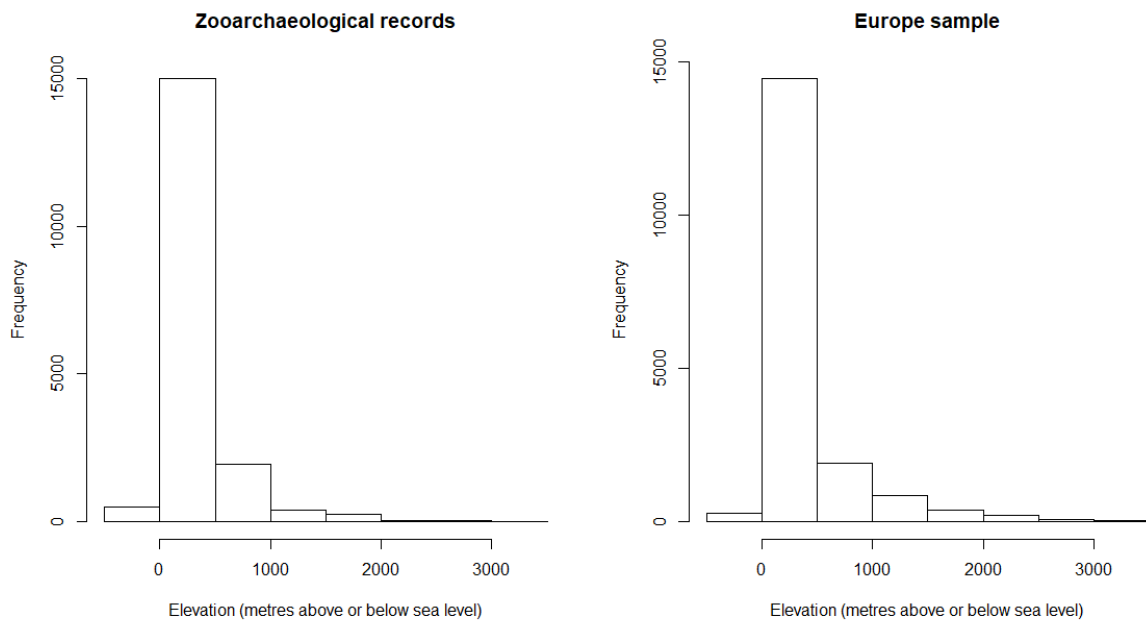 Zooarchaeological records
Frequency
15000
10000
5000
0
0 1000 2000 3000
Elevation (metres above or below sea level)
Europe sample
Frequency
15000
10000
5000
0
0 1000 2000 3000
Elevation (metres above or below sea level)